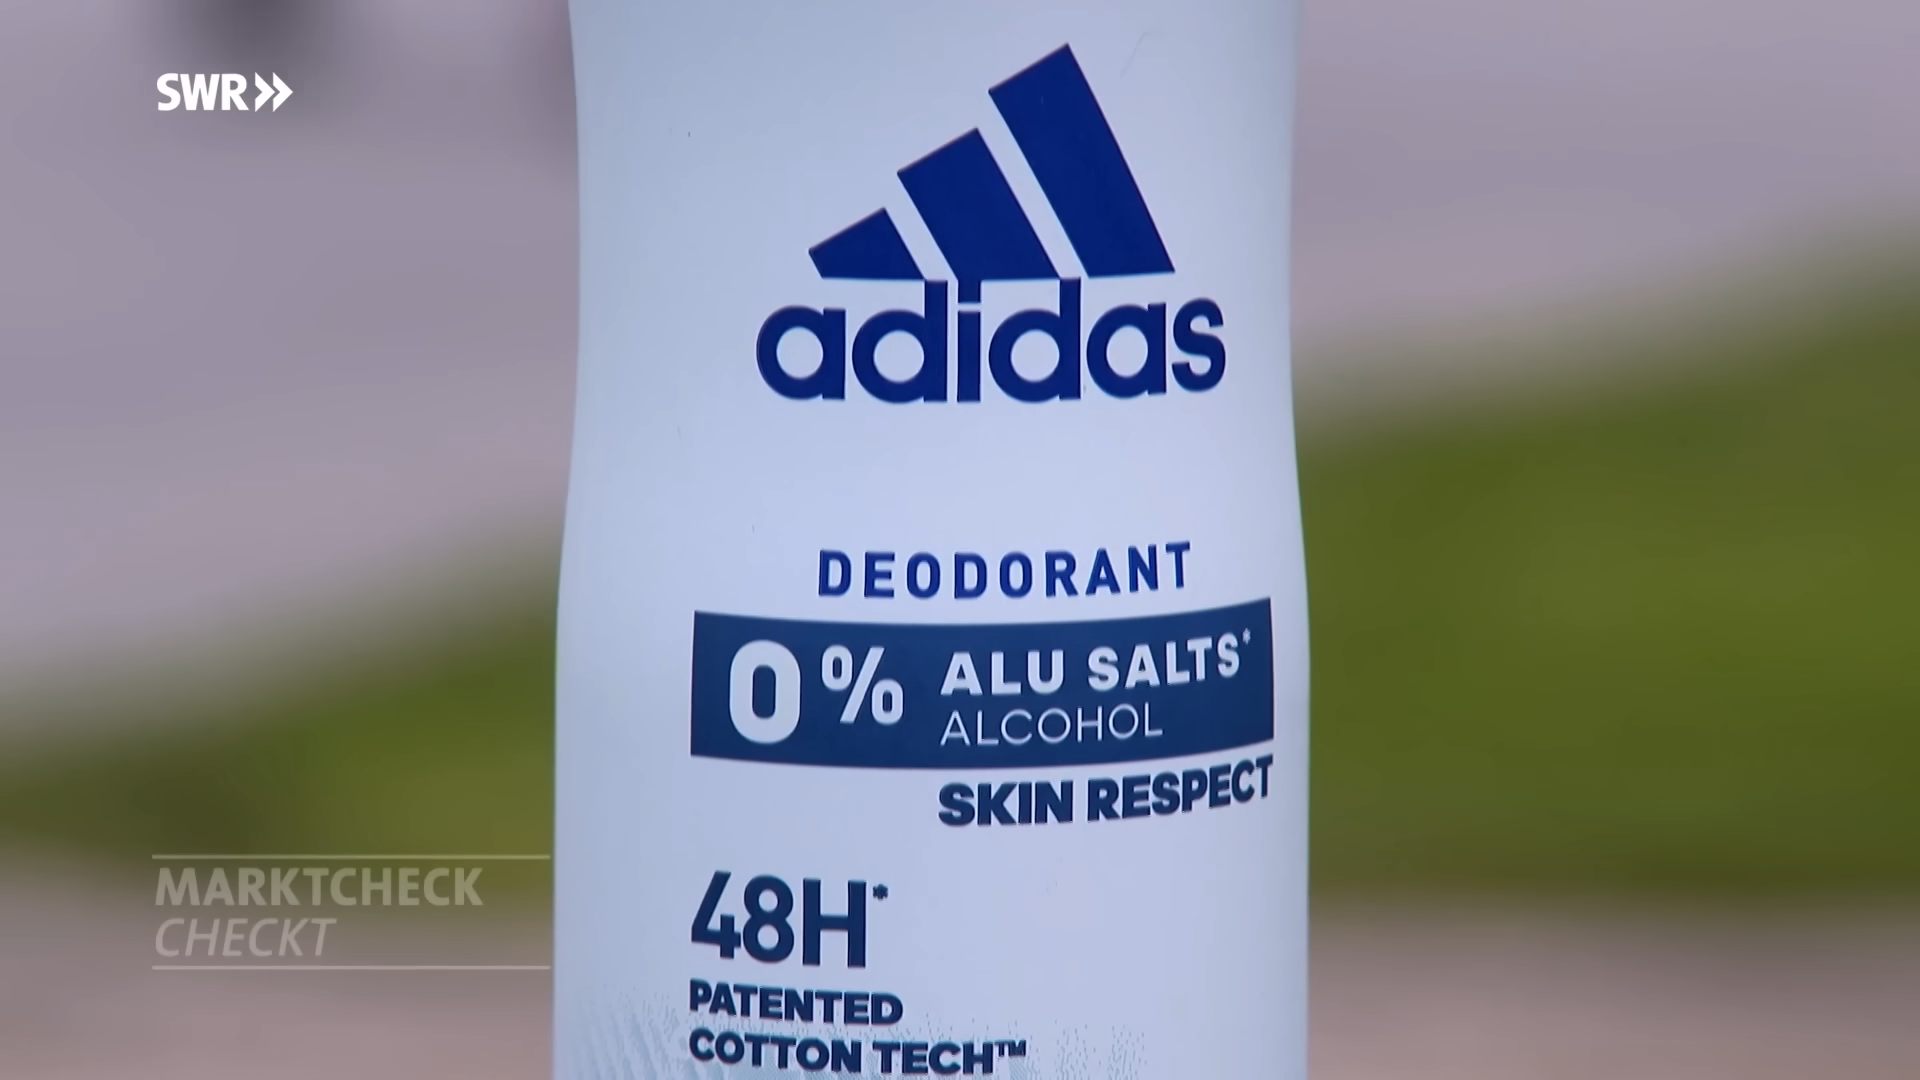 SWR»
adidas
DEODORANT
0% ALU SALTS*
ALCOHOL
SKIN RESPECT
48H*
PATENTED
COTTON TECH™
MARKTCHECK
CHECKT